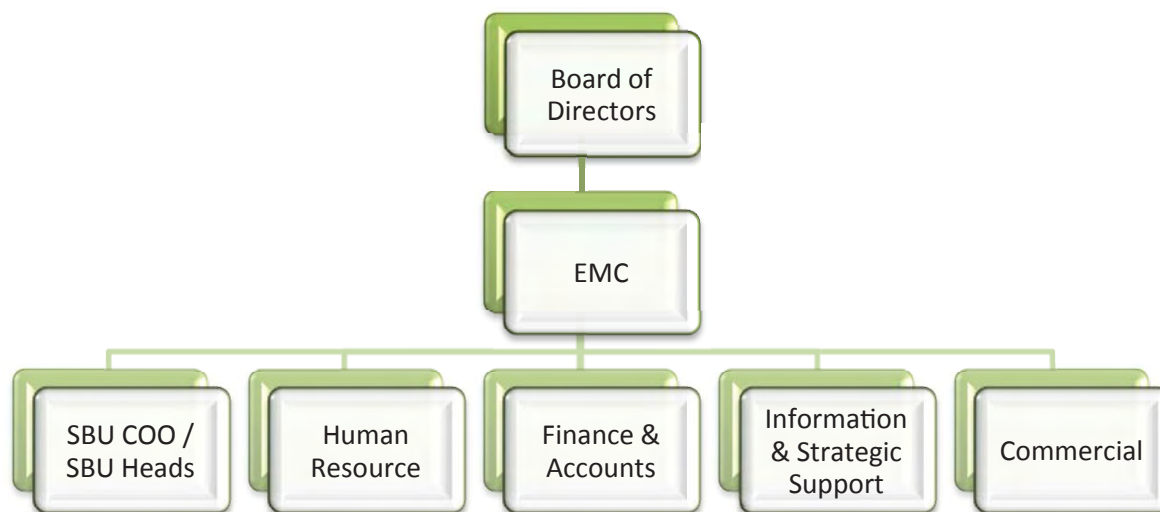 Board of
Directors
EMC
SBU COO /
SBU Heads
Human
Resource
Finance &
Accounts
Information
& Strategic
Support
Commercial